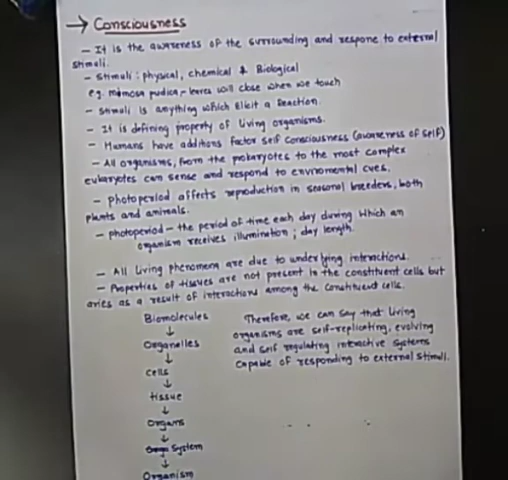 → Consciousness
- It is the awareness of the surrounding and respone to external
stimuli.
- Stimuli : physical, chemical & Biological
e.g. mimosa pudica - leaves will close when we touch
- Stimuli is anything which Elicit a Reaction.
- It is defining property of living organisms.
- Humans have additions Factor self consciousness (awareness of self)
- All organisms, from the prokaryotes to the most complex
eukaryotes can sense and respond to enviromental cues.
- photoperiod affects reproduction in seasonal breeders, both
plants and animals.
- photoperiod - the period of time each day during which an
organism receives illumination ; day length.
- All living phenomena are due to underlying interactions.
- Properties of tissues are not present in the constituent cells but
aries as a result of interactions among the constituent cells.
Biomolecules
↓
Organelles
↓
cells
↓
tissue
↓
Organs
↓
System
↓
Organism
Therefore, we can say that living
organisms are self-replicating, evolving
and self regulating interactive systems
capable of responding to external stimuli.